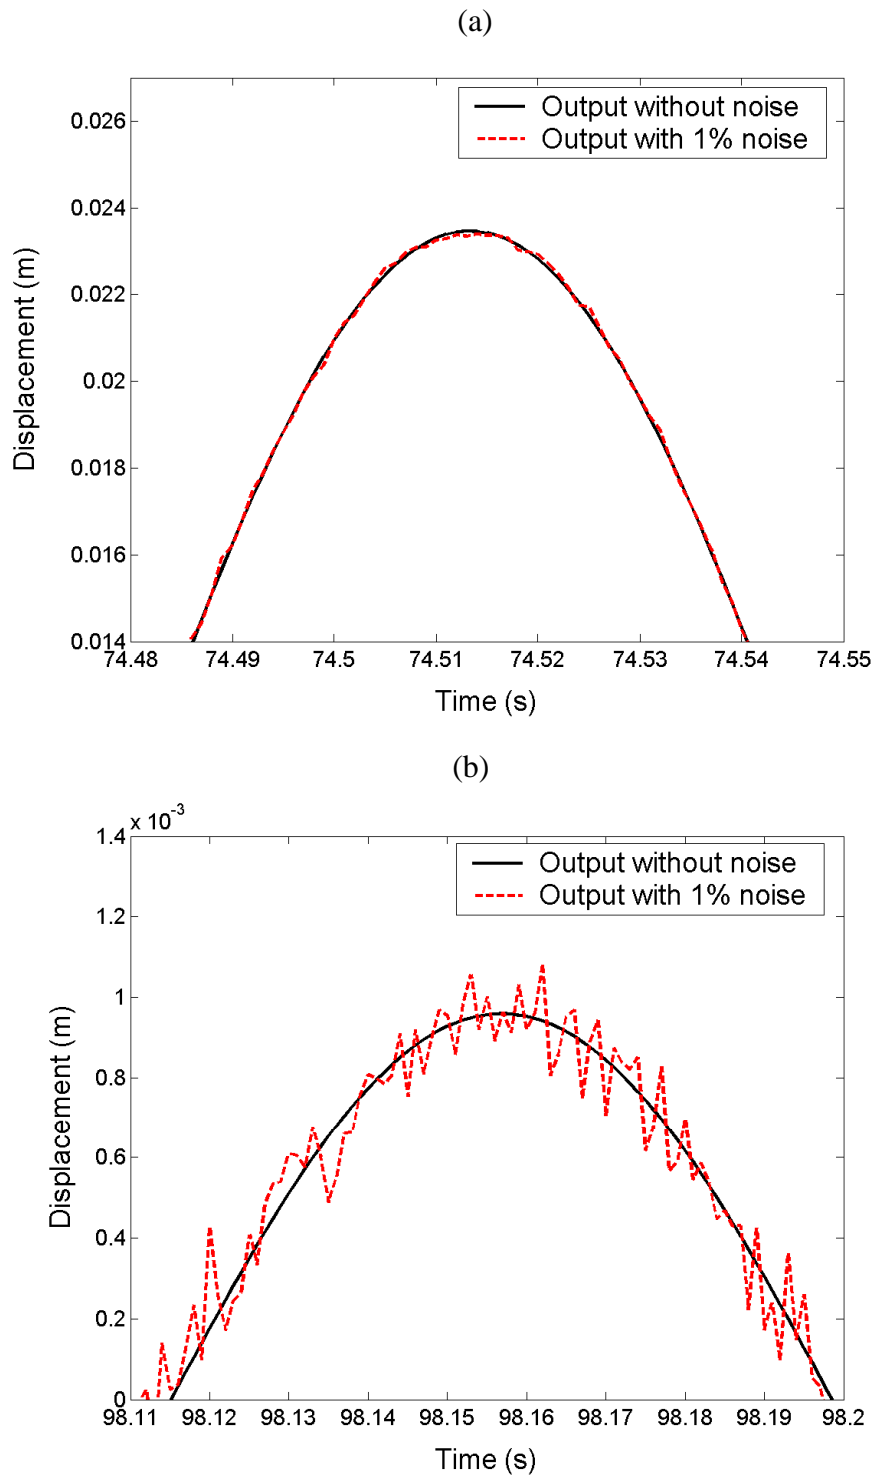 (a)
Output without noise
Output with 1% noise
0.026
0.024
0.022
0.02
0.018
0.016
0.014
Displacement (m)
74.48 74.49 74.5 74.51 74.52 74.53 74.54 74.55
Time (s)
(b)
x 10-3
Output without noise
Output with 1% noise
1.4
1.2
1
0.8
0.6
0.4
0.2
0
Displacement (m)
98.11 98.12 98.13 98.14 98.15 98.16 98.17 98.18 98.19 98.2
Time (s)